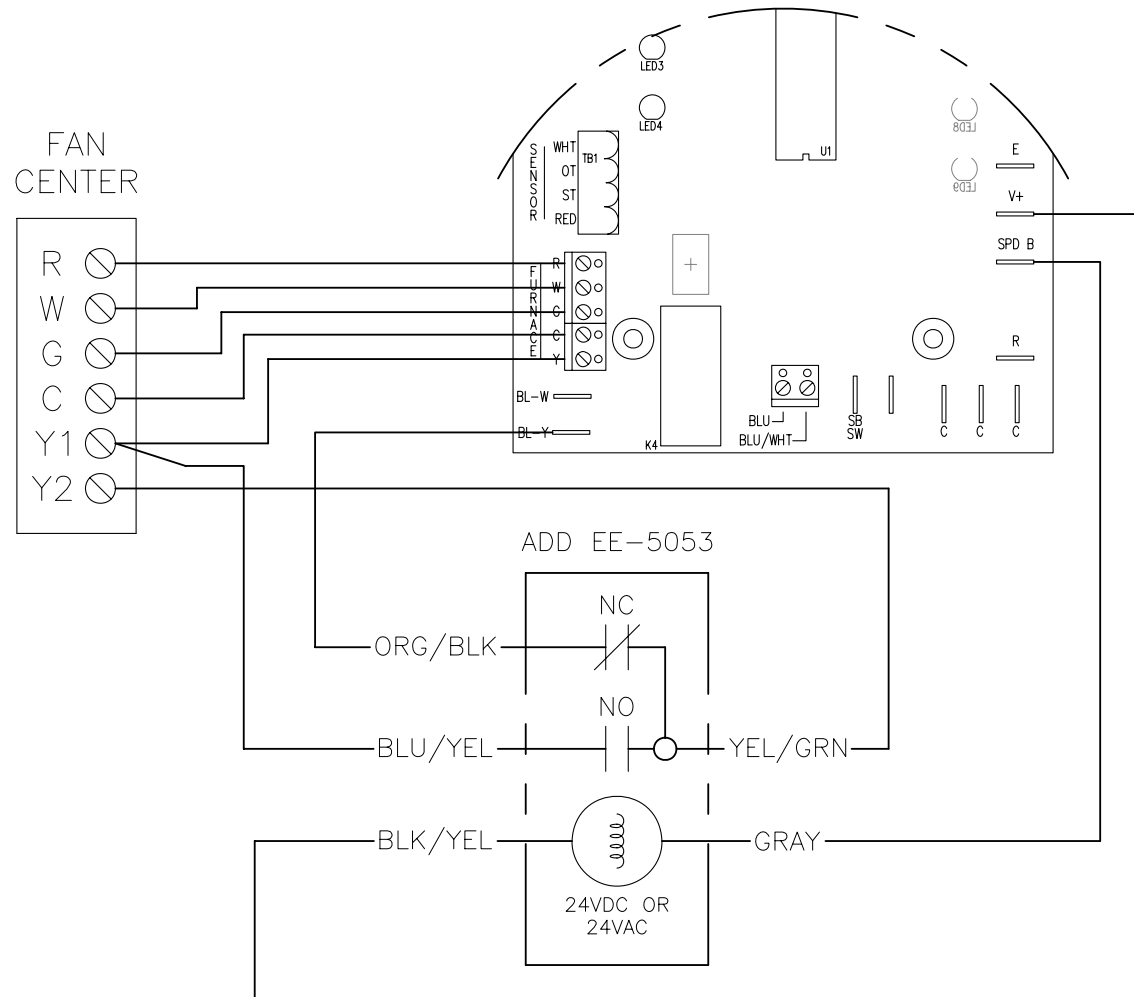 FAN
CENTER
R
W
G
C
Y1
Y2
LED3
LED4
SENSOR
WHT
OT
ST
RED
TB1
U1
LED8
LED9
E
V+
SPD B
R
FURNACE
R
W
G
C
Y
BL-W
BL-Y
K4
BLU
BLU/WHT
SB
SW
C
C
C
ADD EE-5053
NC
ORG/BLK
NO
BLU/YEL
YEL/GRN
BLK/YEL
GRAY
24VDC OR
24VAC